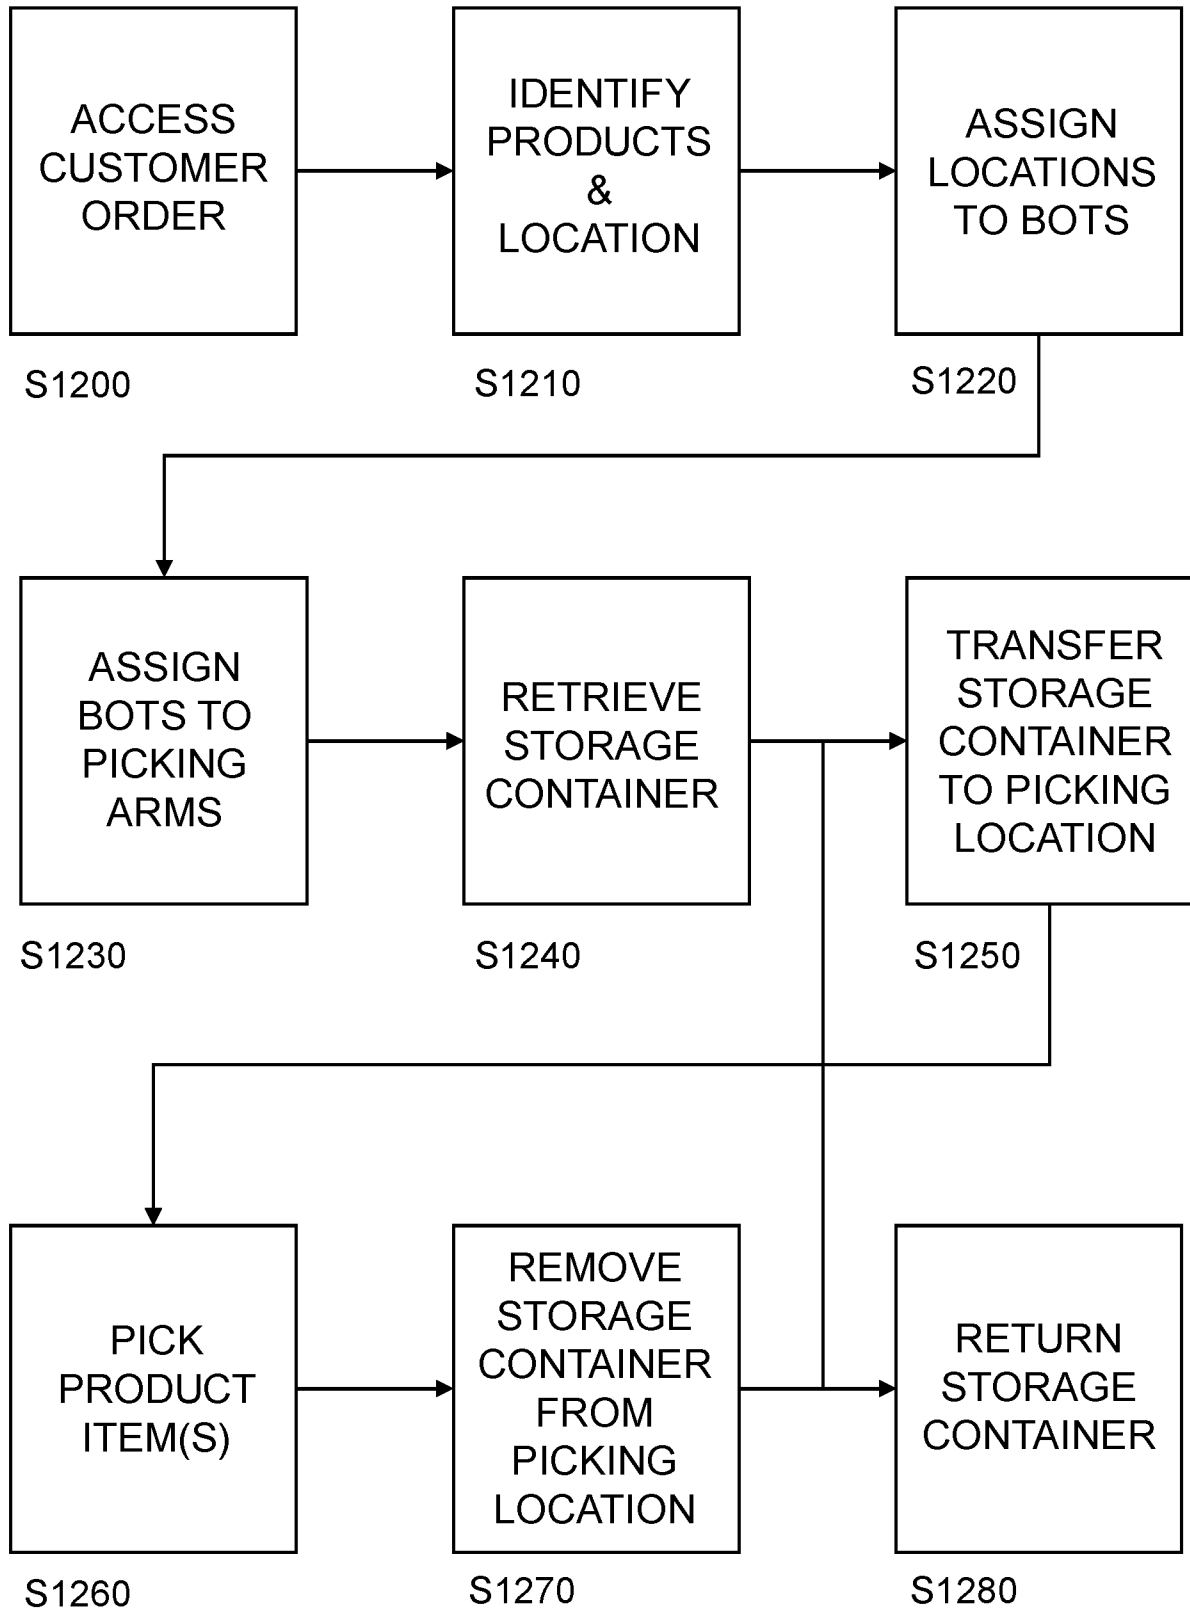 ACCESS
CUSTOMER
ORDER
S1200
IDENTIFY
PRODUCTS
&
LOCATION
S1210
ASSIGN
LOCATIONS
TO BOTS
S1220
ASSIGN
BOTS TO
PICKING
ARMS
S1230
RETRIEVE
STORAGE
CONTAINER
S1240
TRANSFER
STORAGE
CONTAINER
TO PICKING
LOCATION
S1250
PICK
PRODUCT
ITEM(S)
S1260
REMOVE
STORAGE
CONTAINER
FROM
PICKING
LOCATION
S1270
RETURN
STORAGE
CONTAINER
S1280